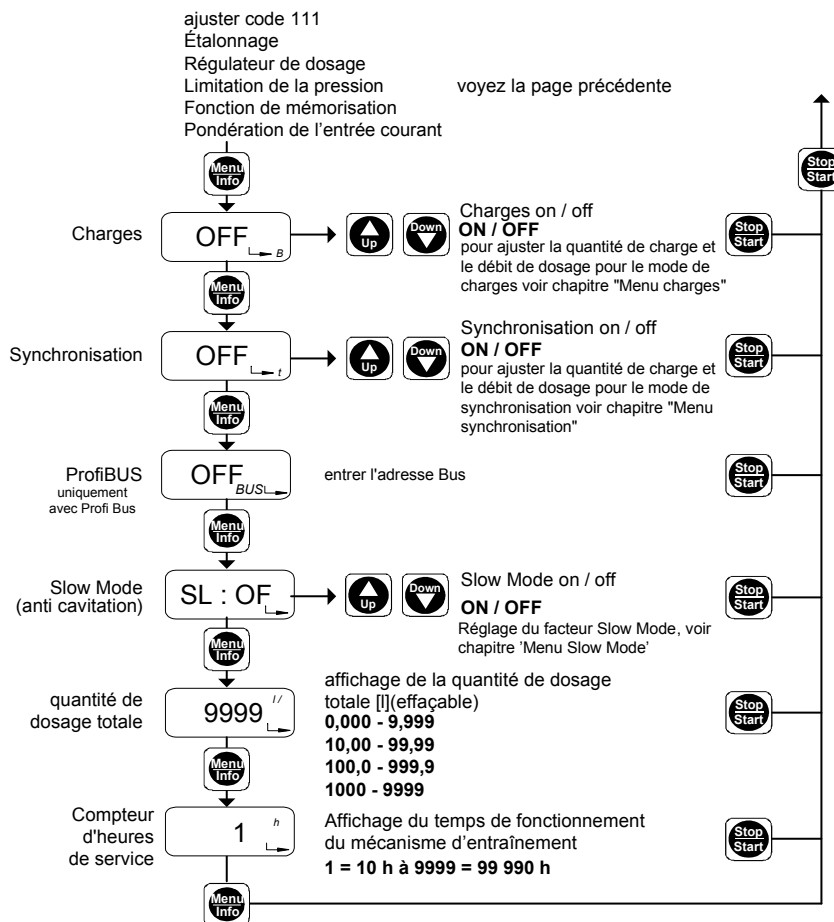 ajuster code 111
Étalonnage
Régulateur de dosage
Limitation de la pression voyez la page précédente
Fonction de mémorisation
Pondération de l'entrée courant
Stop
Start
Menu
Info
Charges
OFF
B
Up
Down
Charges on / off
ON / OFF
pour ajuster la quantité de charge et
le débit de dosage pour le mode de
charges voir chapitre "Menu charges"
Stop
Start
Menu
Info
Synchronisation
OFF
t
Up
Down
Synchronisation on / off
ON / OFF
pour ajuster la quantité de charge et
le débit de dosage pour le mode de
synchronisation voir chapitre "Menu
synchronisation"
Stop
Start
Menu
Info
ProfiBUS
uniquement
avec Profi Bus
OFF
BUS
entrer l'adresse Bus
Stop
Start
Menu
Info
Slow Mode
(anti cavitation)
SL : OF
Up
Down
Slow Mode on / off
ON / OFF
Réglage du facteur Slow Mode, voir
chapitre 'Menu Slow Mode'
Stop
Start
Menu
Info
quantité de
dosage totale
9999
l /
affichage de la quantité de dosage
totale [l](effaçable)
0,000 - 9,999
10,00 - 99,99
100,0 - 999,9
1000 - 9999
Stop
Start
Menu
Info
Compteur
d'heures
de service
1
h
Affichage du temps de fonctionnement
du mécanisme d'entraînement
1 = 10 h à 9999 = 99 990 h
Stop
Start
Menu
Info